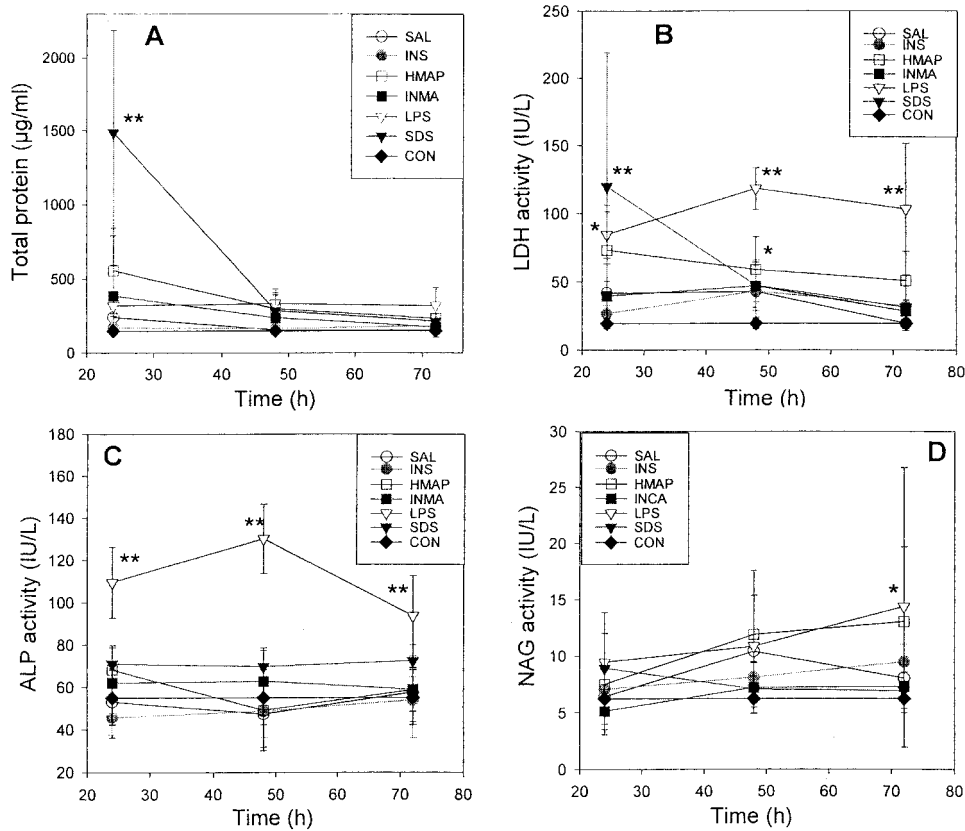 A
SAL
INS
HMAP
INMA
LPS
SDS
CON
2000
1500
1000
500
0
Total protein (µg/ml)
**
20 30 40 50 60 70
Time (h)
B
SAL
INS
HMAP
INMA
LPS
SDS
CON
250
200
150
100
50
0
LDH activity (IU/L)
**
**
**
*
*
20 30 40 50 60 70 80
Time (h)
C
SAL
INS
HMAP
INMA
LPS
SDS
CON
180
160
140
120
100
80
60
40
20
ALP activity (IU/L)
**
**
**
20 30 40 50 60 70 80
Time (h)
D
SAL
INS
HMAP
INCA
LPS
SDS
CON
30
25
20
15
10
5
0
NAG activity (IU/L)
*
20 30 40 50 60 70 80
Time (h)